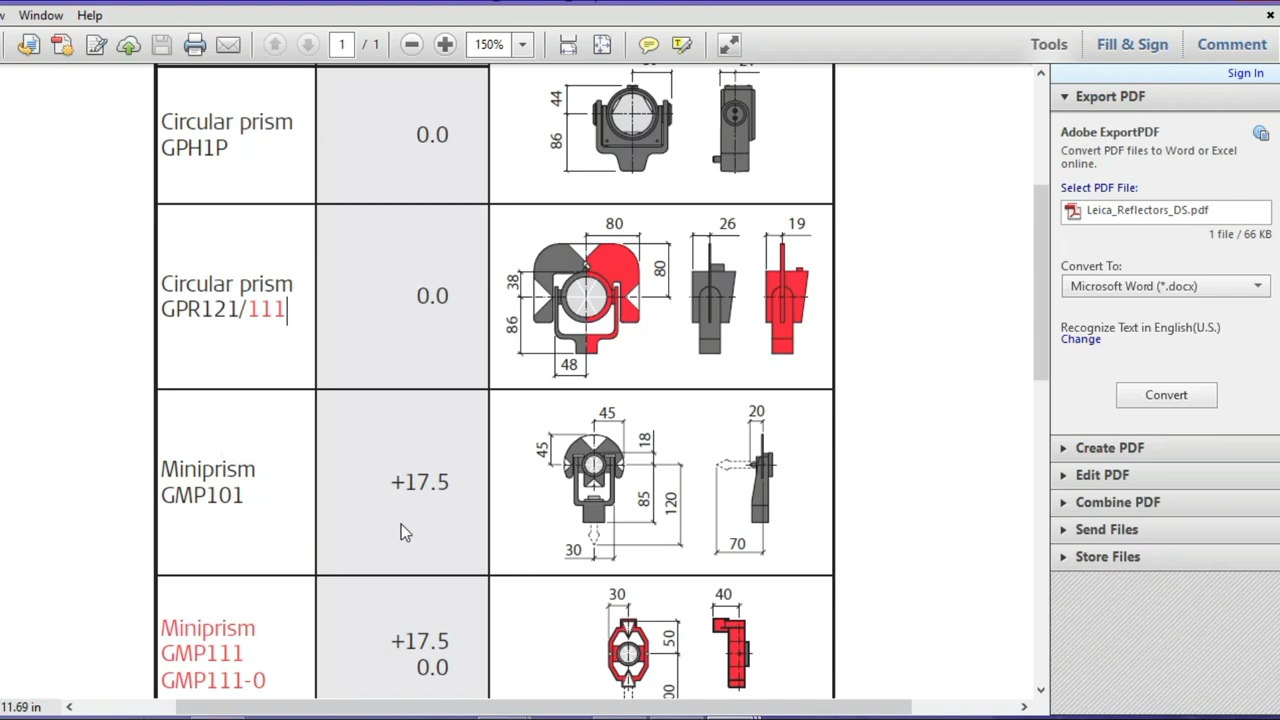 Window Help
1 / 1 150% Tools Fill & Sign Comment
Sign In
Export PDF
Adobe ExportPDF
Convert PDF files to Word or Excel
online.
Select PDF File:
Leica_Reflectors_DS.pdf
1 file / 66 KB
Convert To:
Microsoft Word (*.docx)
Recognize Text in English(U.S.)
Change
Convert
Create PDF
Edit PDF
Combine PDF
Send Files
Store Files
Circular prism
GPH1P
0.0
44
86
Circular prism
GPR121/111
0.0
80
26
19
38
80
86
48
Miniprism
GMP101
+17.5
45
20
45
18
85
120
30
70
Miniprism
GMP111
GMP111-0
+17.5
0.0
30
40
50
11.69 in